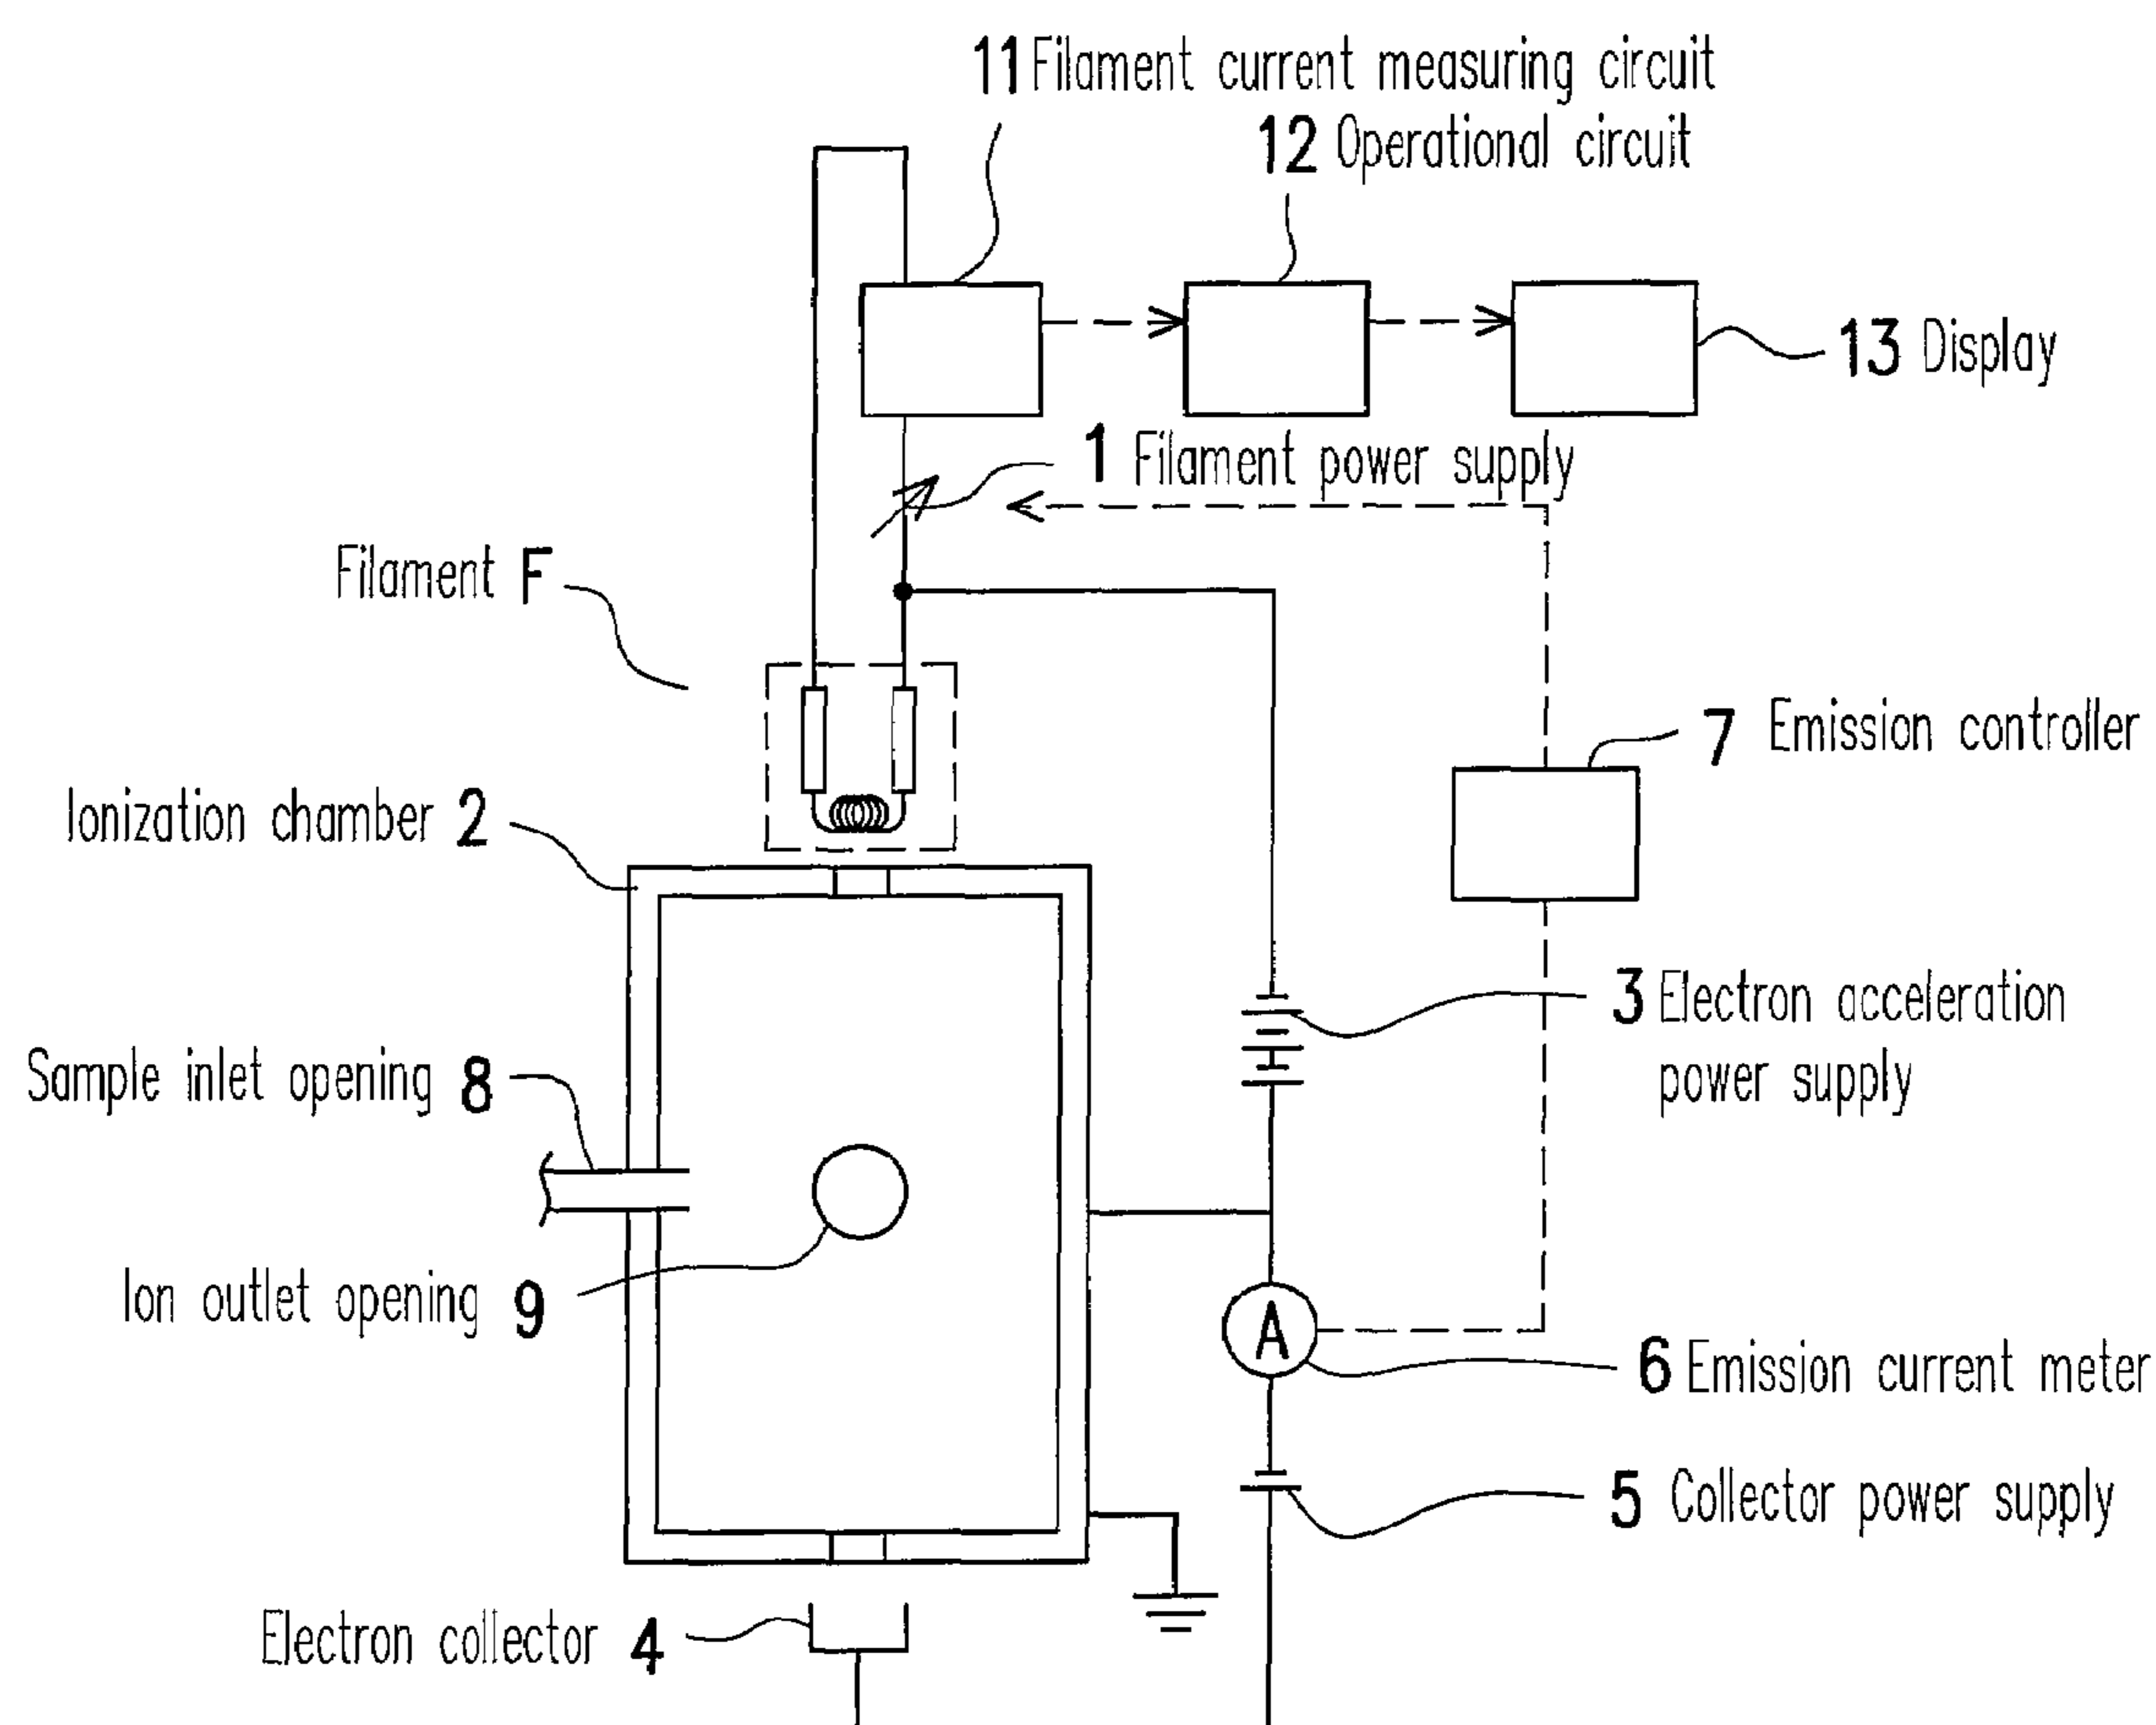 11 Filament current measuring circuit
12 Operational circuit
13 Display
1 Filament power supply
Filament F
7 Emission controller
Ionization chamber 2
3 Electron acceleration
power supply
Sample inlet opening 8
Ion outlet opening 9
A
6 Emission current meter
5 Collector power supply
Electron collector 4